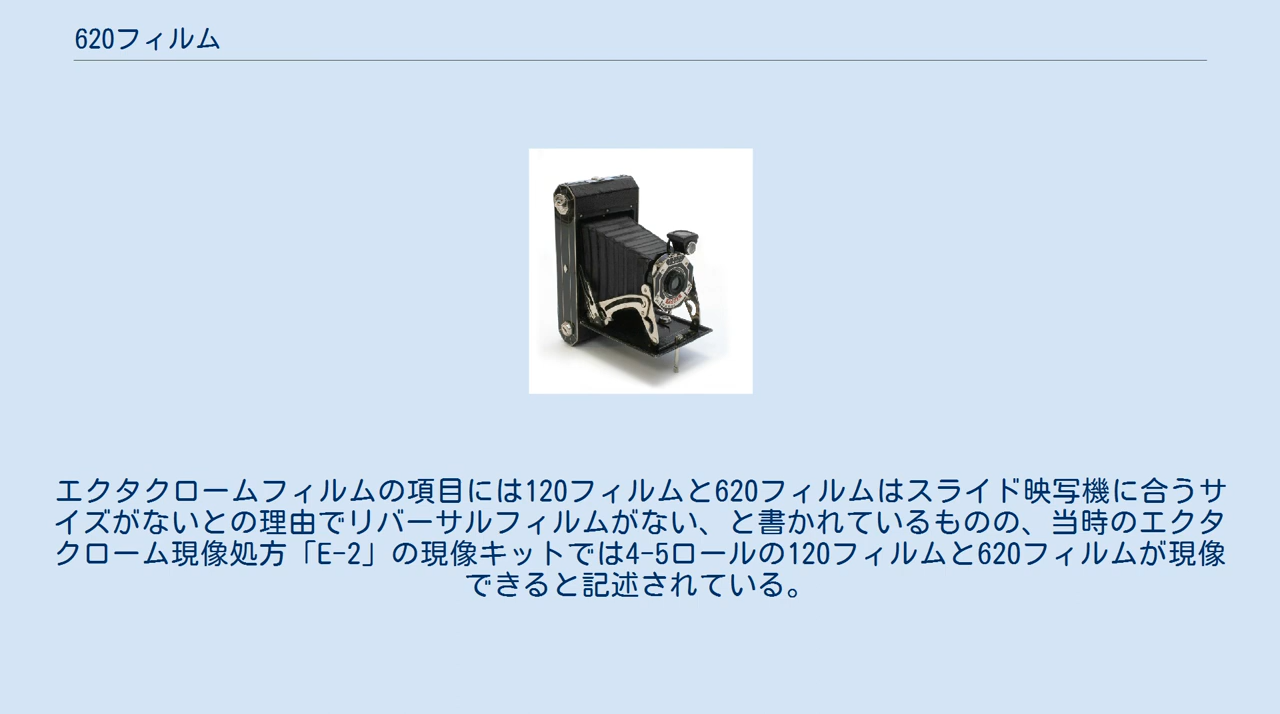 620フィルム
エクタクロームフィルムの項目には120フィルムと620フィルムはスライド映写機に合うサ
イズがないとの理由でリバーサルフィルムがない、と書かれているものの、当時のエクタ
クローム現像処方「E-2」の現像キットでは4-5ロールの120フィルムと620フィルムが現像
できると記述されている。